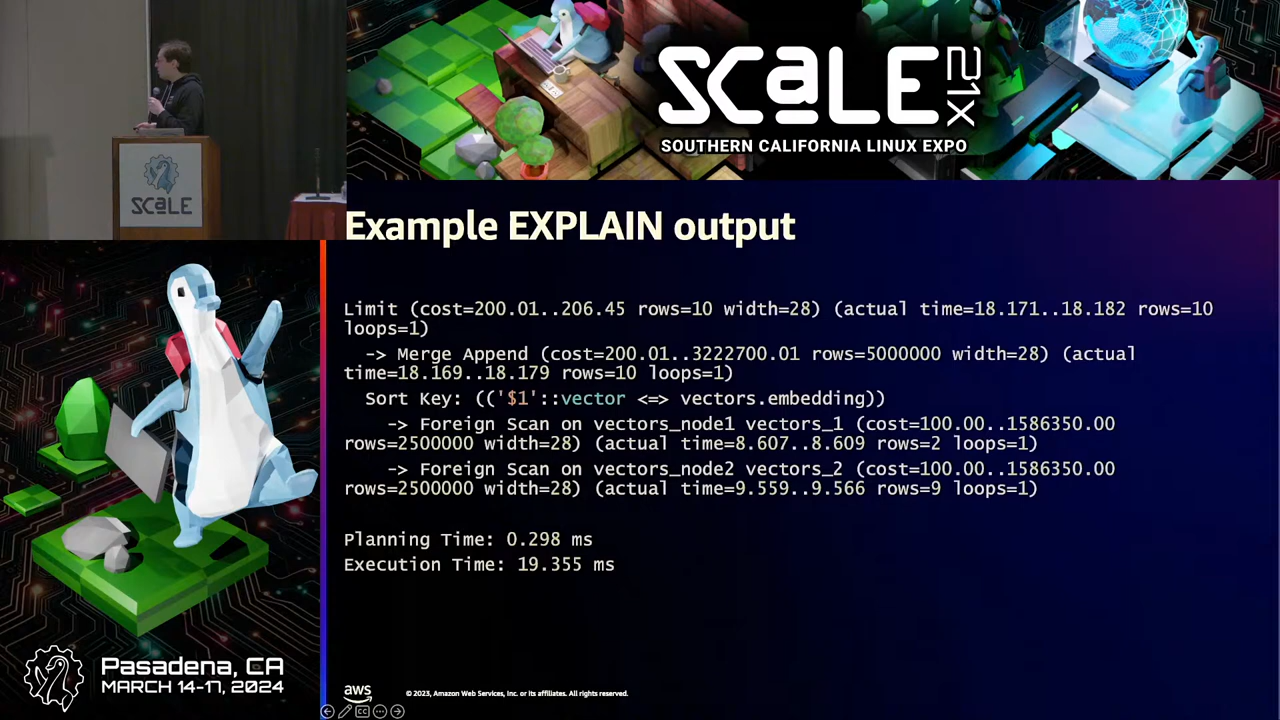 SCaLE
21X
SOUTHERN CALIFORNIA LINUX EXPO
SCaLE
Example EXPLAIN output
Limit (cost=200.01..206.45 rows=10 width=28) (actual time=18.171..18.182 rows=10
loops=1)
-> Merge Append (cost=200.01..3222700.01 rows=5000000 width=28) (actual
time=18.169..18.179 rows=10 loops=1)
Sort Key: (('$1'::vector <=> vectors.embedding))
-> Foreign Scan on vectors_node1 vectors_1 (cost=100.00..1586350.00
rows=2500000 width=28) (actual time=8.607..8.609 rows=2 loops=1)
-> Foreign Scan on vectors_node2 vectors_2 (cost=100.00..1586350.00
rows=2500000 width=28) (actual time=9.559..9.566 rows=9 loops=1)
Planning Time: 0.298 ms
Execution Time: 19.355 ms
Pasadena, CA
MARCH 14-17, 2024
aws
© 2023, Amazon Web Services, Inc. or its affiliates. All rights reserved.
CC